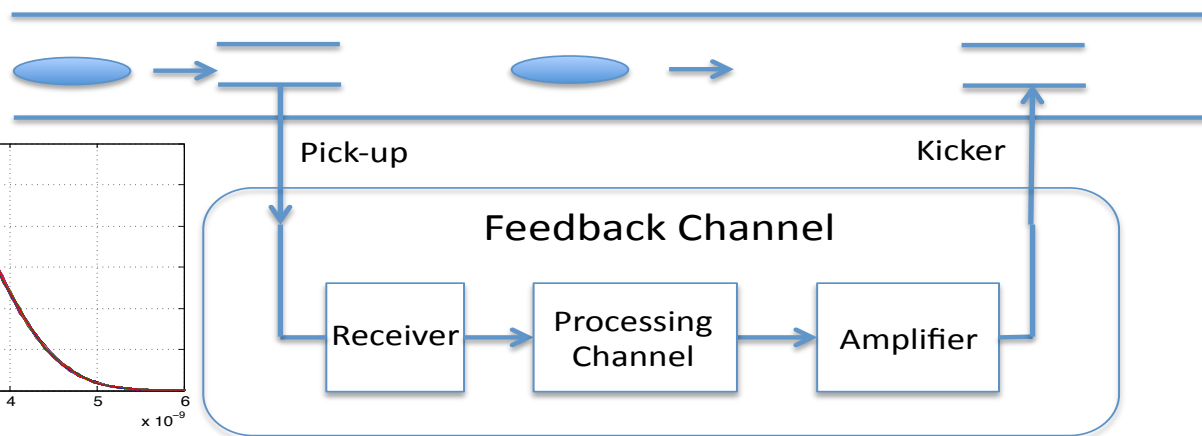 Pick-up
Kicker
Feedback Channel
Receiver
Processing
Channel
Amplifier
4
5
6
x 10⁻⁹